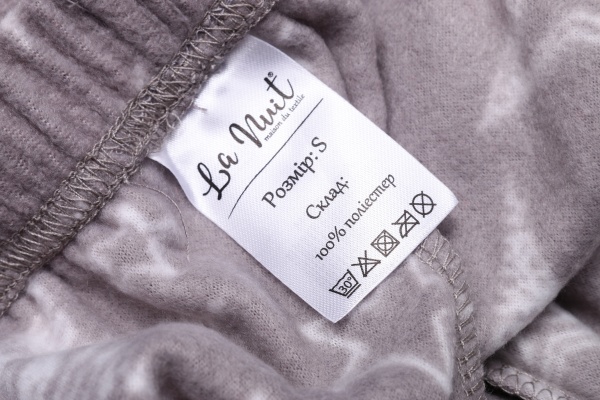 La Nuit®
maison du textile
Розмір: S
Склад:
100% поліестер
30°